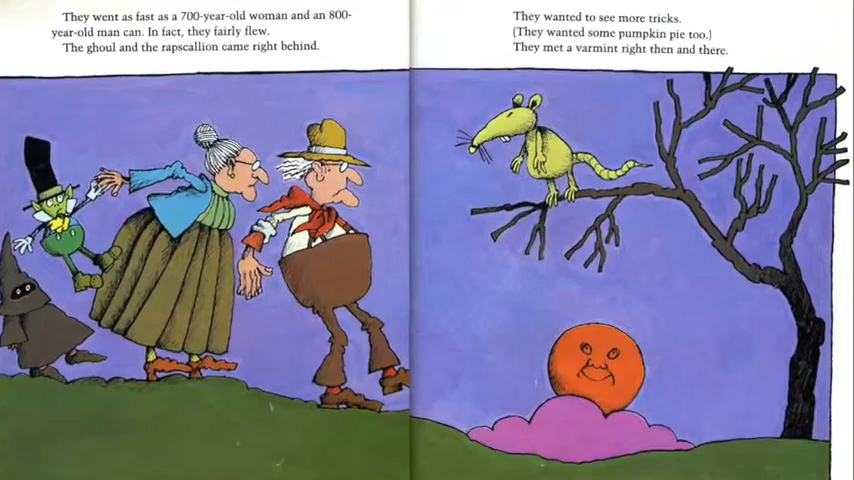 They went as fast as a 700-year-old woman and an 800-
year-old man can. In fact, they fairly flew.
The ghoul and the rapscallion came right behind.
They wanted to see more tricks.
(They wanted some pumpkin pie too.)
They met a varmint right then and there.